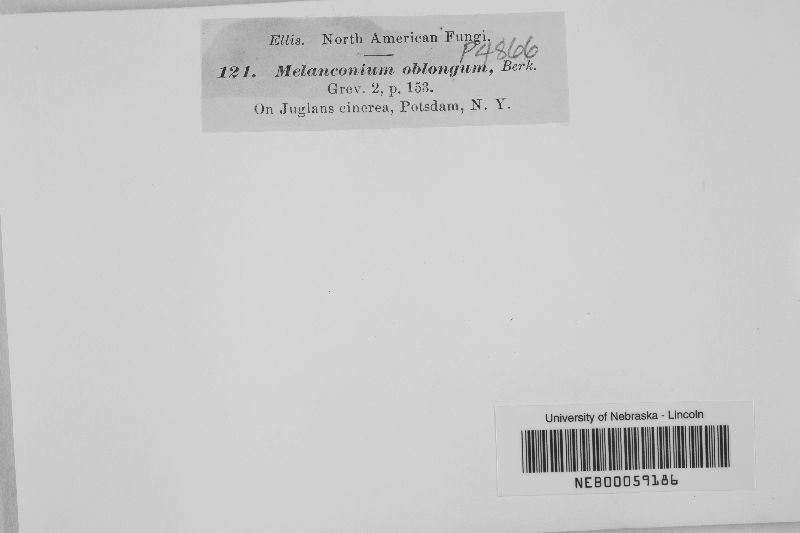 Ellis. North American Fungi.
P4866
121. Melanconium oblongum, Berk.
Grev. 2, p. 153.
On Juglans cinerea, Potsdam, N. Y.
University of Nebraska - Lincoln
NEB00059186